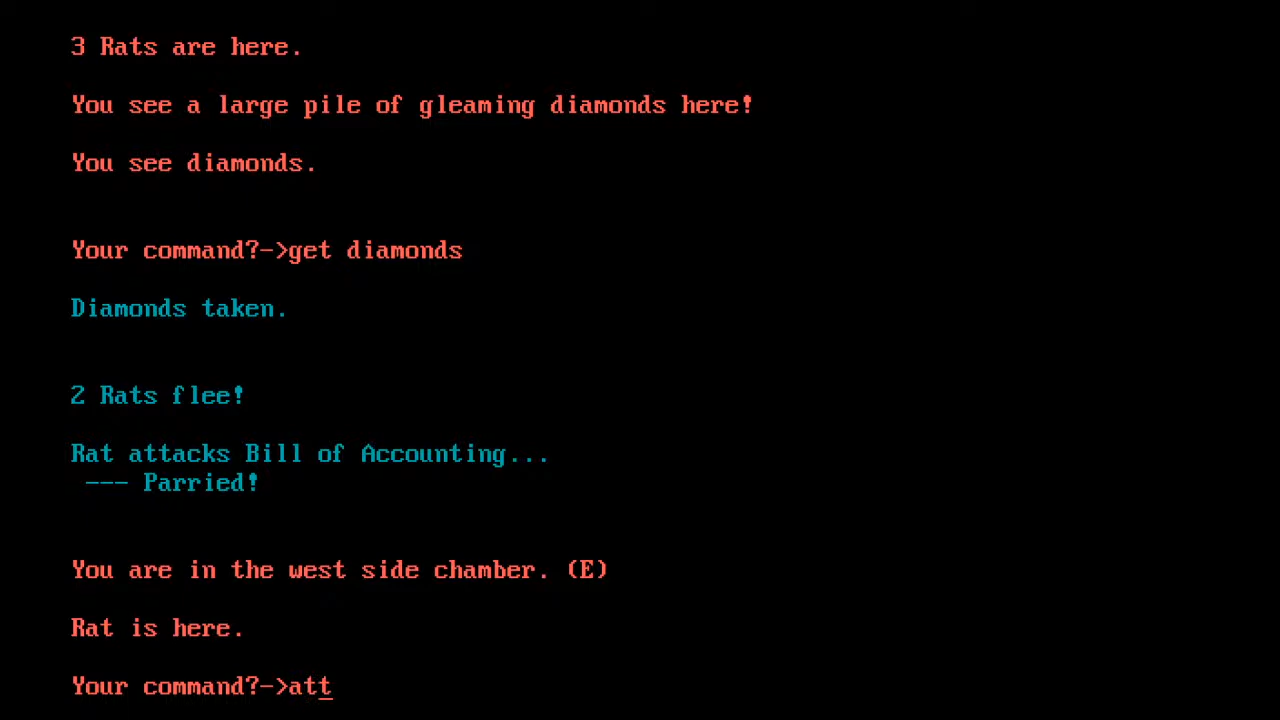 3 Rats are here.
You see a large pile of gleaming diamonds here!
You see diamonds.
Your command?->get diamonds
Diamonds taken.
2 Rats flee!
Rat attacks Bill of Accounting...
--- Parried!
You are in the west side chamber. (E)
Rat is here.
Your command?->att